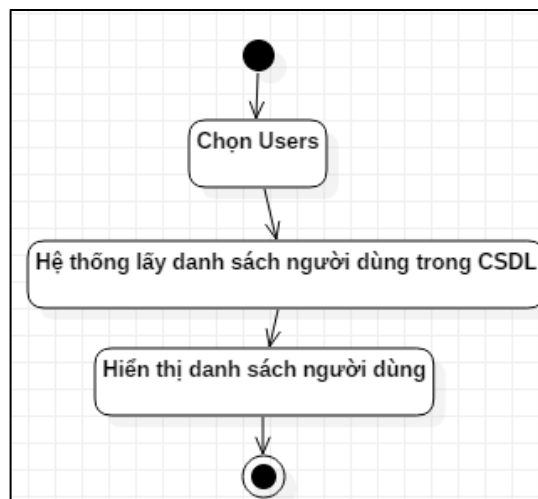 Chọn Users
Hệ thống lấy danh sách người dùng trong CSDL
Hiển thị danh sách người dùng